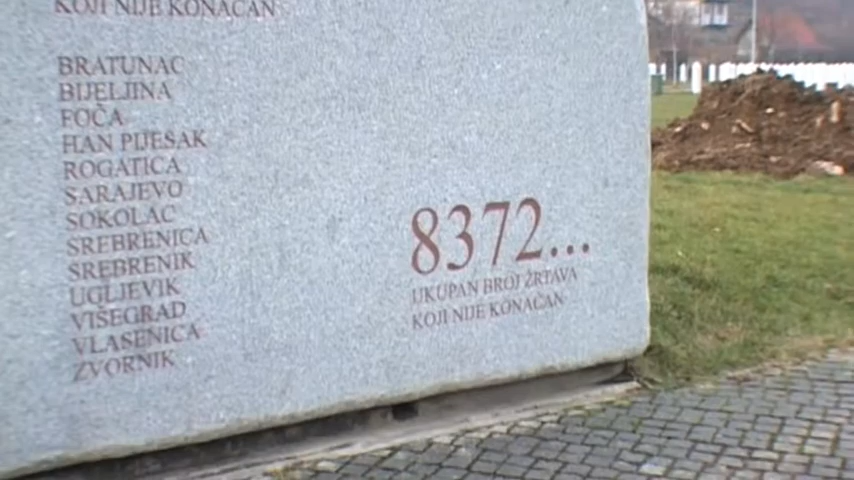 KOJI NIJE KONAČAN
BRATUNAC
BIJELJINA
FOČA
HAN PIJESAK
ROGATICA
SARAJEVO
SOKOLAC
SREBRENICA
SREBRENIK
UGLJEVIK
VIŠEGRAD
VLASENICA
ZVORNIK
8372...
UKUPAN BROJ ŽRTAVA
KOJI NIJE KONAČAN